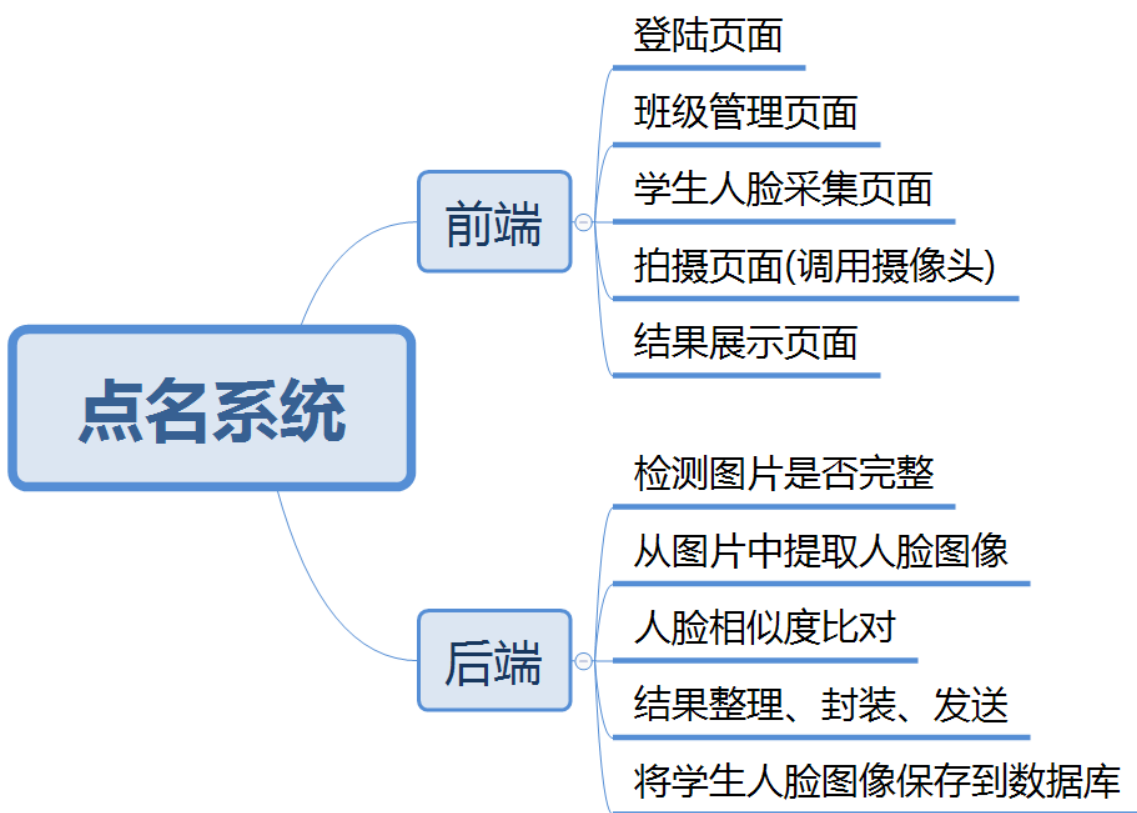 点名系统
前端
登陆页面
班级管理页面
学生人脸采集页面
拍摄页面(调用摄像头)
结果展示页面
后端
检测图片是否完整
从图片中提取人脸图像
人脸相似度比对
结果整理、封装、发送
将学生人脸图像保存到数据库